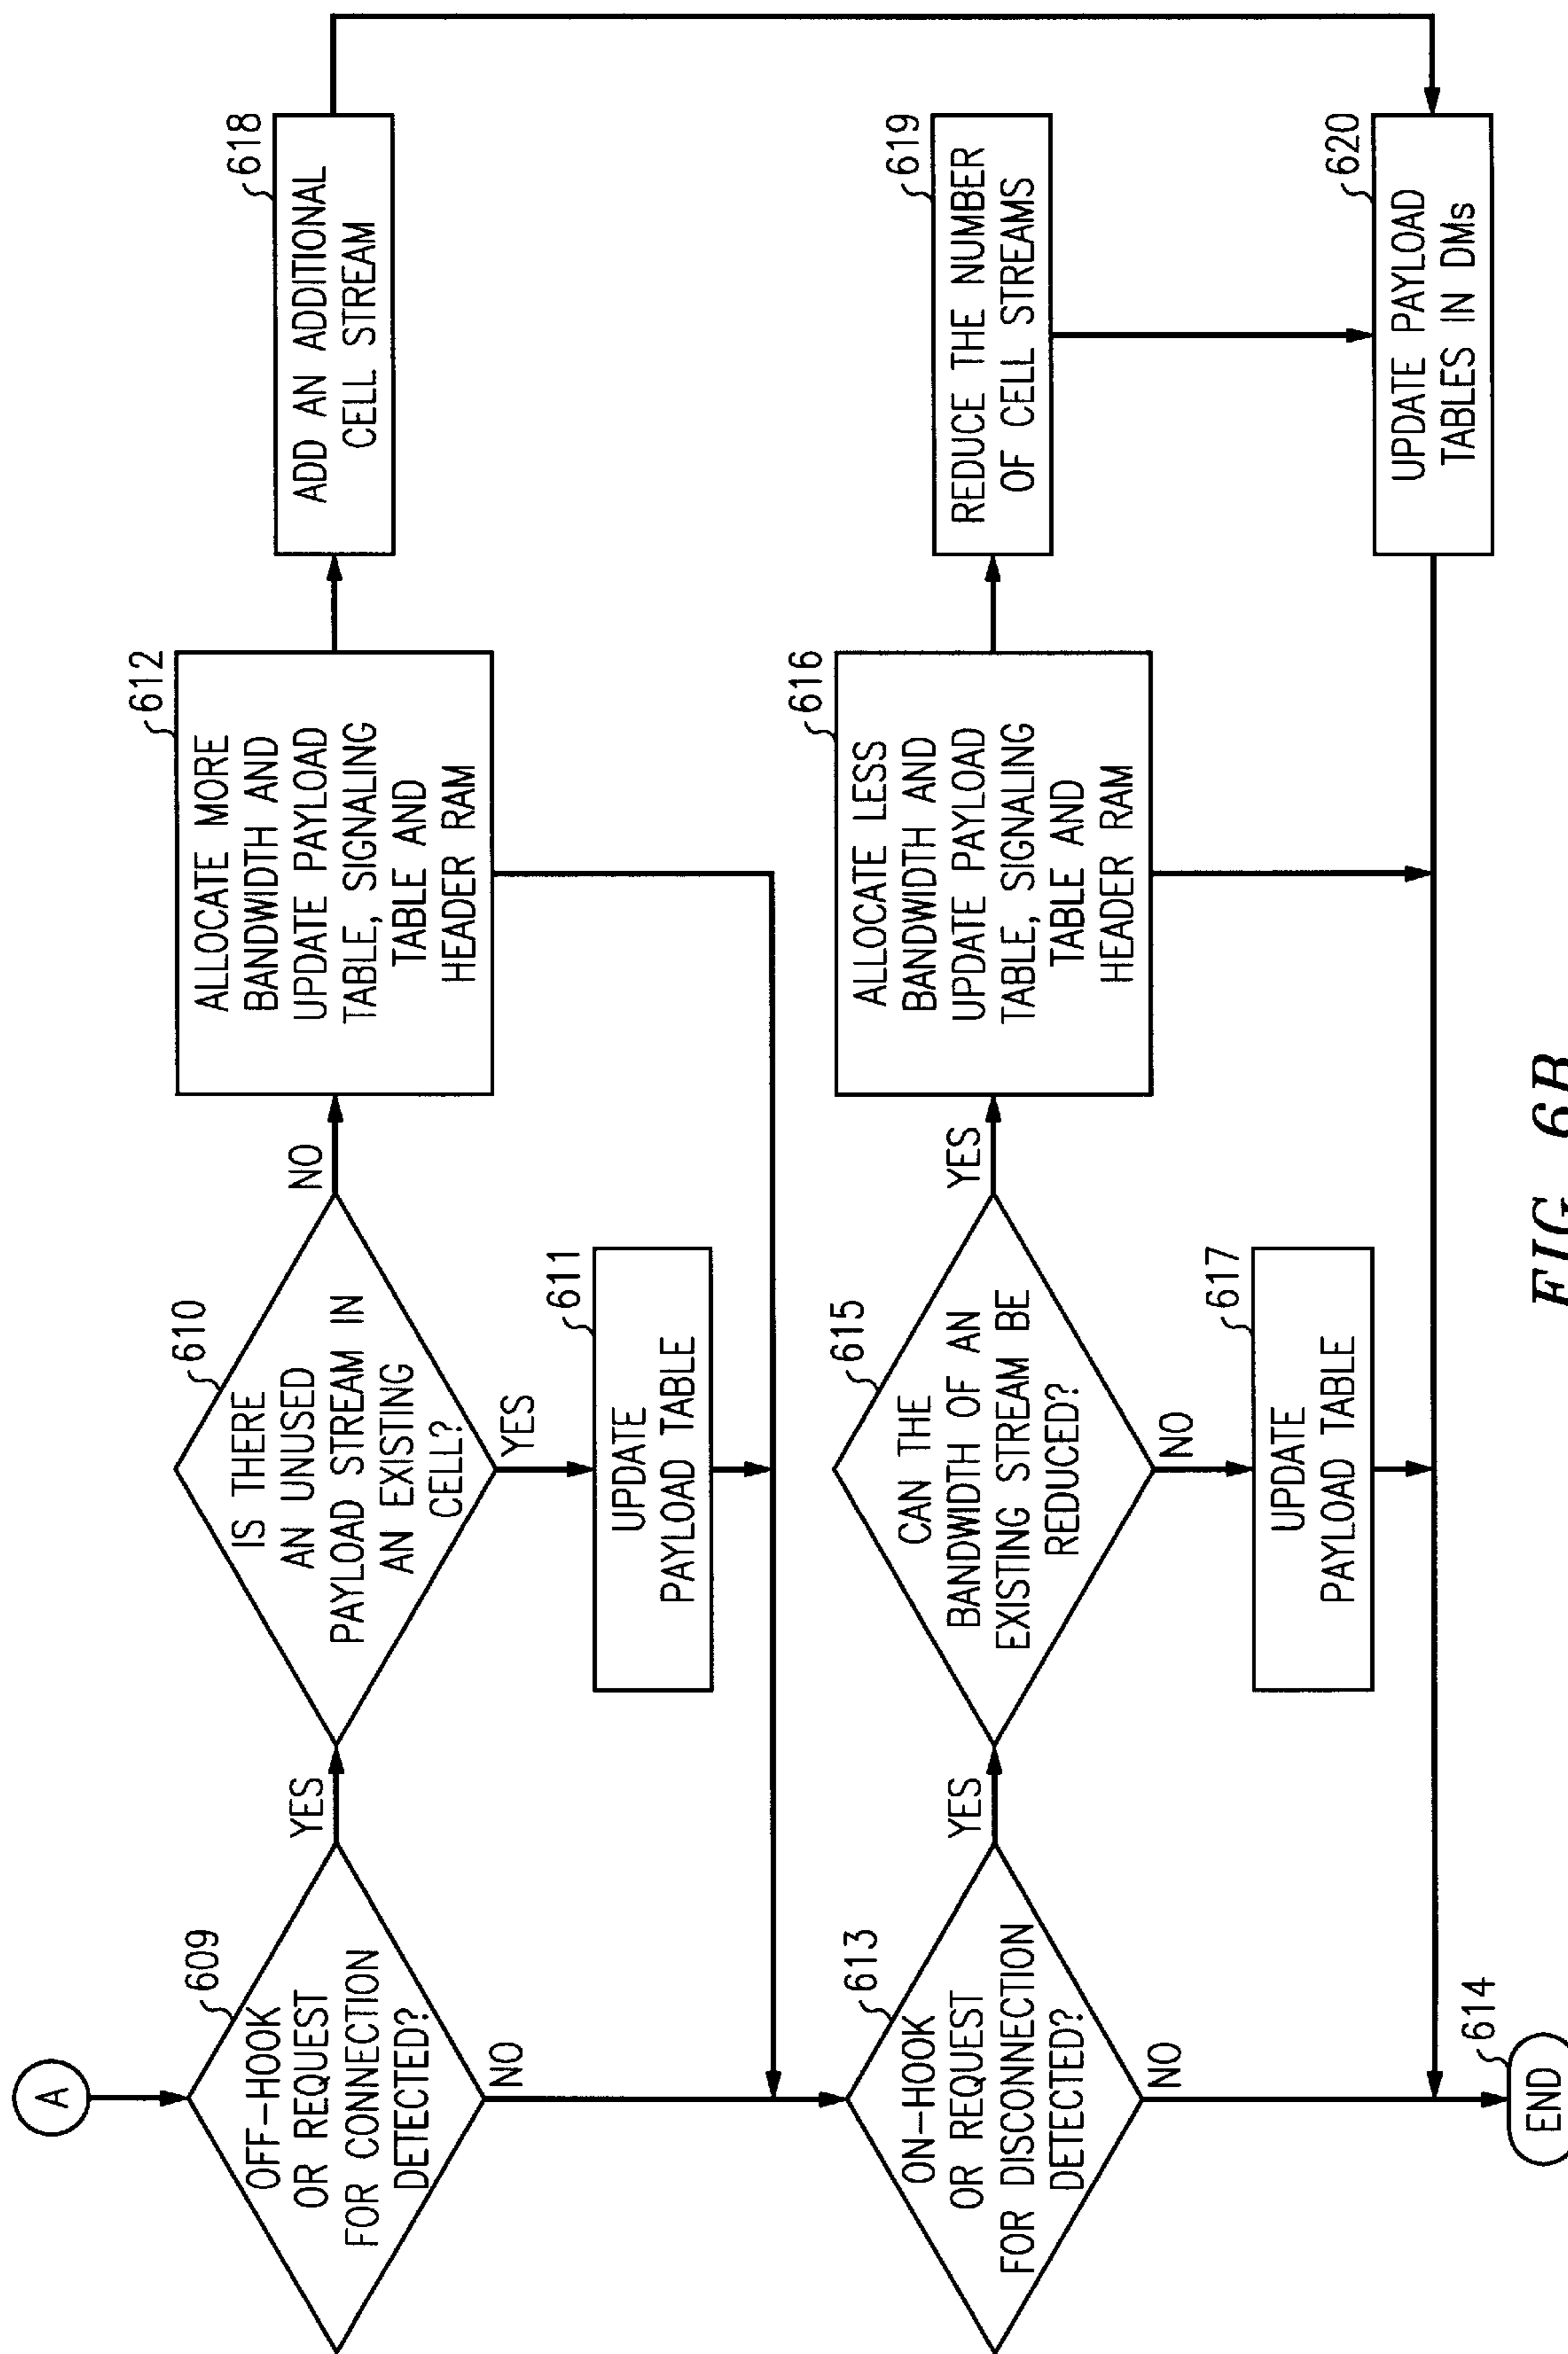 A
609
OFF-HOOK
OR REQUEST
FOR CONNECTION
DETECTED?
YES
NO
610
IS THERE
AN UNUSED
PAYLOAD STREAM IN
AN EXISTING
CELL?
NO
YES
611
UPDATE
PAYLOAD TABLE
612
ALLOCATE MORE
BANDWIDTH AND
UPDATE PAYLOAD
TABLE, SIGNALING
TABLE AND
HEADER RAM
618
ADD AN ADDITIONAL
CELL STREAM
613
ON-HOOK
OR REQUEST
FOR DISCONNECTION
DETECTED?
YES
NO
615
CAN THE
BANDWIDTH OF AN
EXISTING STREAM BE
REDUCED?
YES
NO
617
UPDATE
PAYLOAD TABLE
616
ALLOCATE LESS
BANDWIDTH AND
UPDATE PAYLOAD
TABLE, SIGNALING
TABLE AND
HEADER RAM
619
REDUCE THE NUMBER
OF CELL STREAMS
620
UPDATE PAYLOAD
TABLES IN DMs
614
END
FIG. 6B